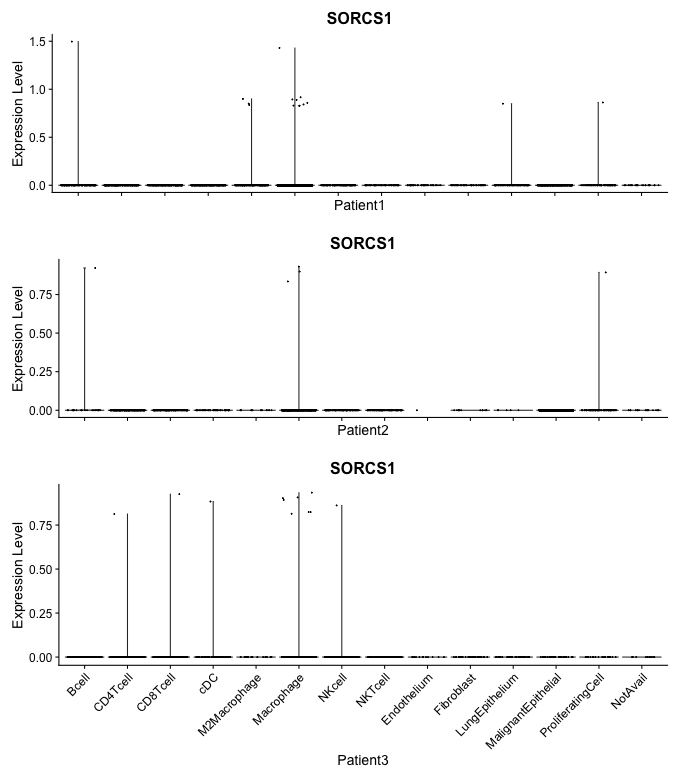 SORCS1
Expression Level
1.5
1.0
0.5
0.0
Patient1
SORCS1
Expression Level
0.75
0.50
0.25
0.00
Patient2
SORCS1
Expression Level
0.75
0.50
0.25
0.00
Bcell
CD4Tcell
CD8Tcell
cDC
M2Macrophage
Macrophage
NKcell
NKTcell
Endothelium
Fibroblast
LungEpithelium
MalignantEpithelial
ProliferatingCell
NotAvail
Patient3